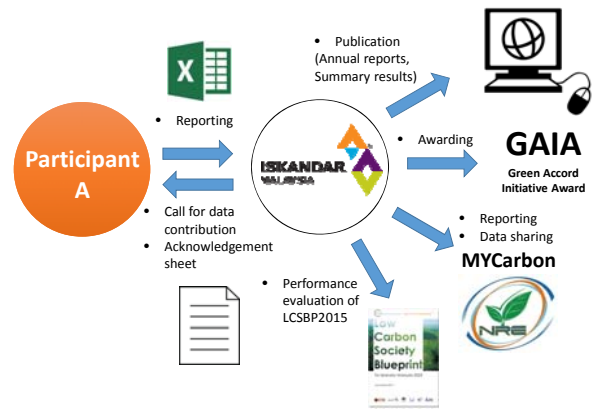 • Publication
(Annual reports,
Summary results)
X
• Reporting
Participant
A
ISKANDAR
MALAYSIA
• Awarding
GAIA
Green Accord
Initiative Award
• Call for data
contribution
• Acknowledgement
sheet
• Reporting
• Data sharing
MYCarbon
NRE
• Performance
evaluation of
LCSBP2015
Low
Carbon
Society
Blueprint